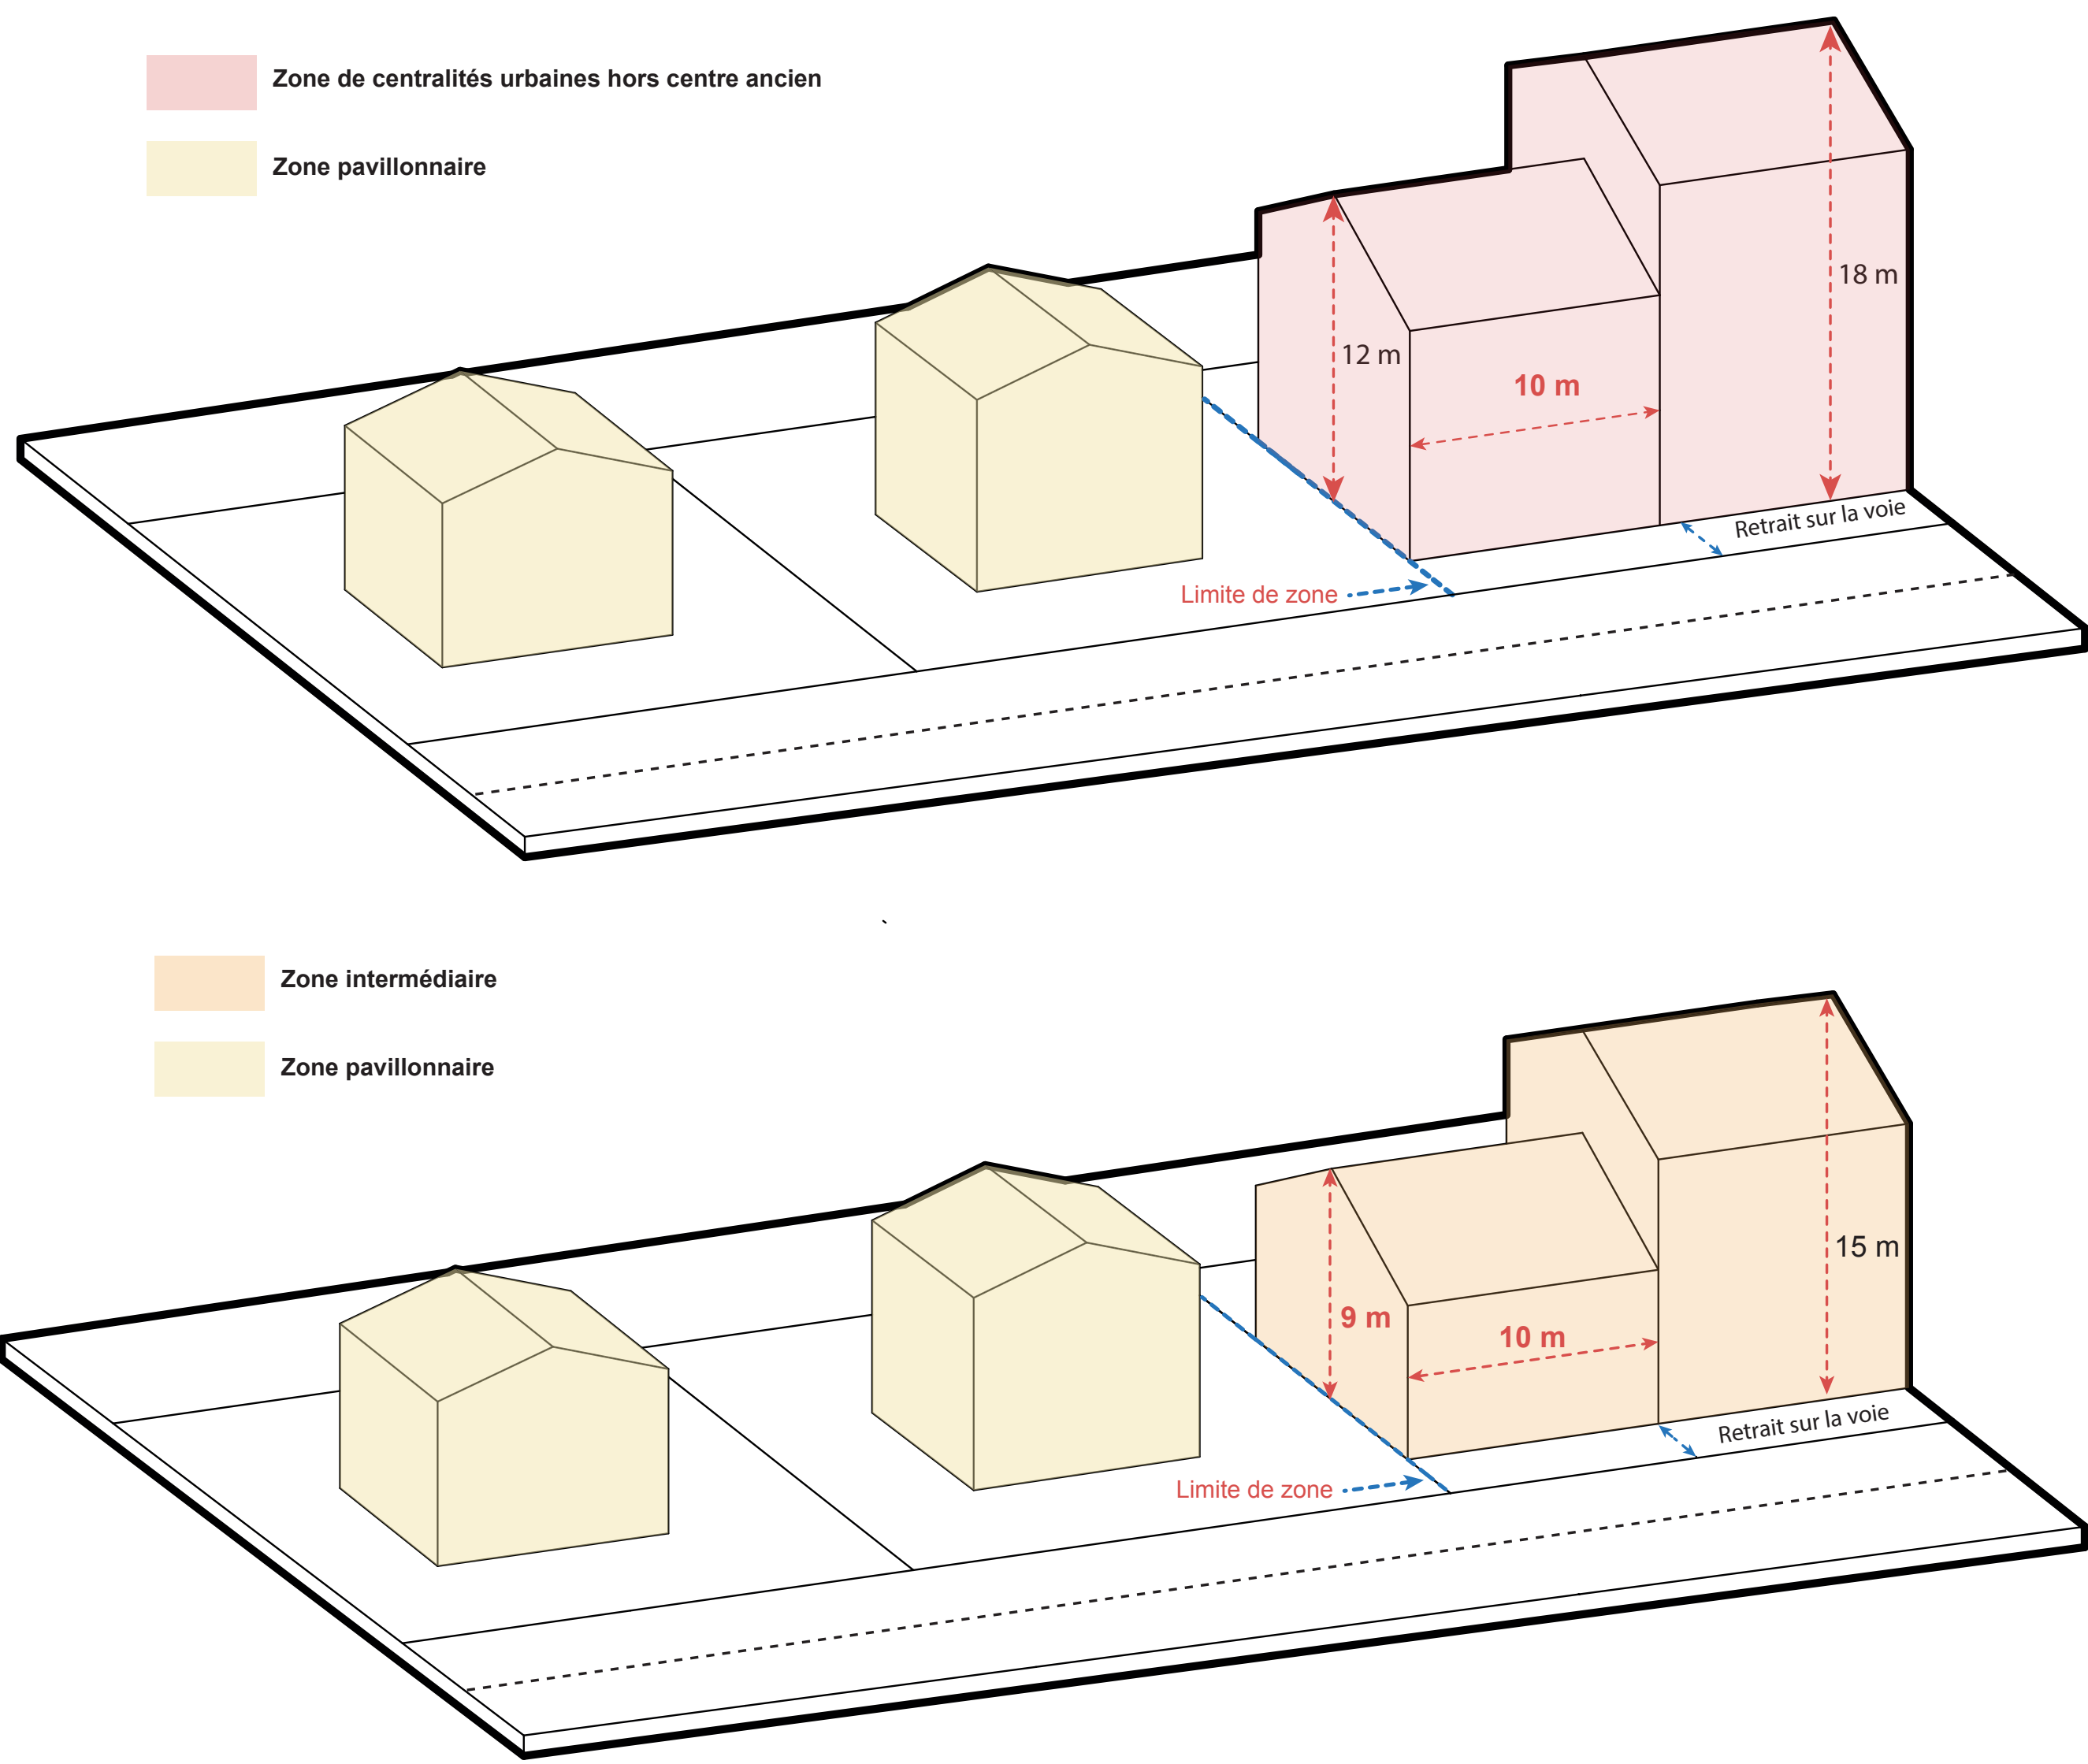 Zone de centralités urbaines hors centre ancien
Zone pavillonnaire
18 m
12 m
10 m
Retrait sur la voie
Limite de zone
Zone intermédiaire
Zone pavillonnaire
15 m
9 m
10 m
Retrait sur la voie
Limite de zone